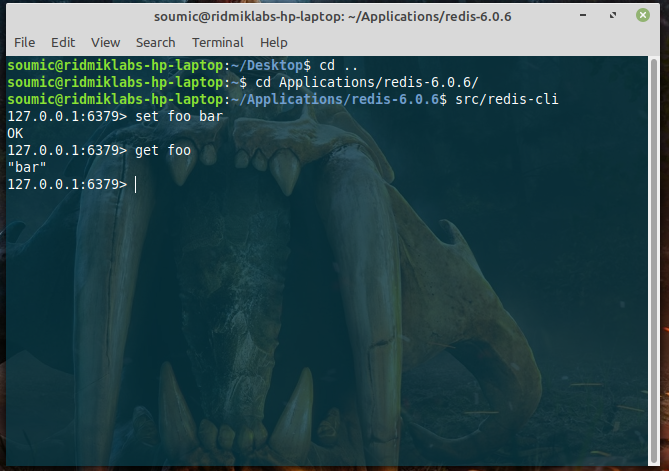 soumic@ridmiklabs-hp-laptop: ~/Applications/redis-6.0.6
File Edit View Search Terminal Help
soumic@ridmiklabs-hp-laptop:~/Desktop$ cd ..
soumic@ridmiklabs-hp-laptop:~$ cd Applications/redis-6.0.6/
soumic@ridmiklabs-hp-laptop:~/Applications/redis-6.0.6$ src/redis-cli
127.0.0.1:6379> set foo bar
OK
127.0.0.1:6379> get foo
"bar"
127.0.0.1:6379>